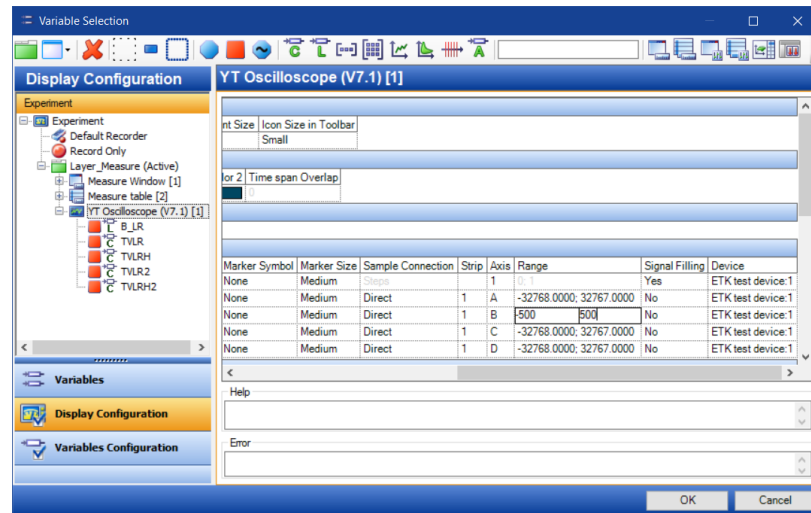 Variable Selection
Display Configuration
YT Oscilloscope (V7.1) [1]
Experiment
Experiment
Default Recorder
Record Only
Layer_Measure (Active)
Measure Window [1]
Measure table [2]
YT Oscilloscope (V7.1) [1]
B_LR
TVLR
TVLRH
TVLR2
TVLRH2
nt Size Icon Size in Toolbar
Small
lor 2 Time span Overlap
0
Marker Symbol Marker Size Sample Connection Strip Axis Range Signal Filling Device
None Medium Steps 1 0; 1 Yes ETK test device:1
None Medium Direct 1 A -32768.0000; 32767.0000 No ETK test device:1
None Medium Direct 1 B -500 500 No ETK test device:1
None Medium Direct 1 C -32768.0000; 32767.0000 No ETK test device:1
None Medium Direct 1 D -32768.0000; 32767.0000 No ETK test device:1
Variables
Display Configuration
Variables Configuration
Help
Error
OK Cancel